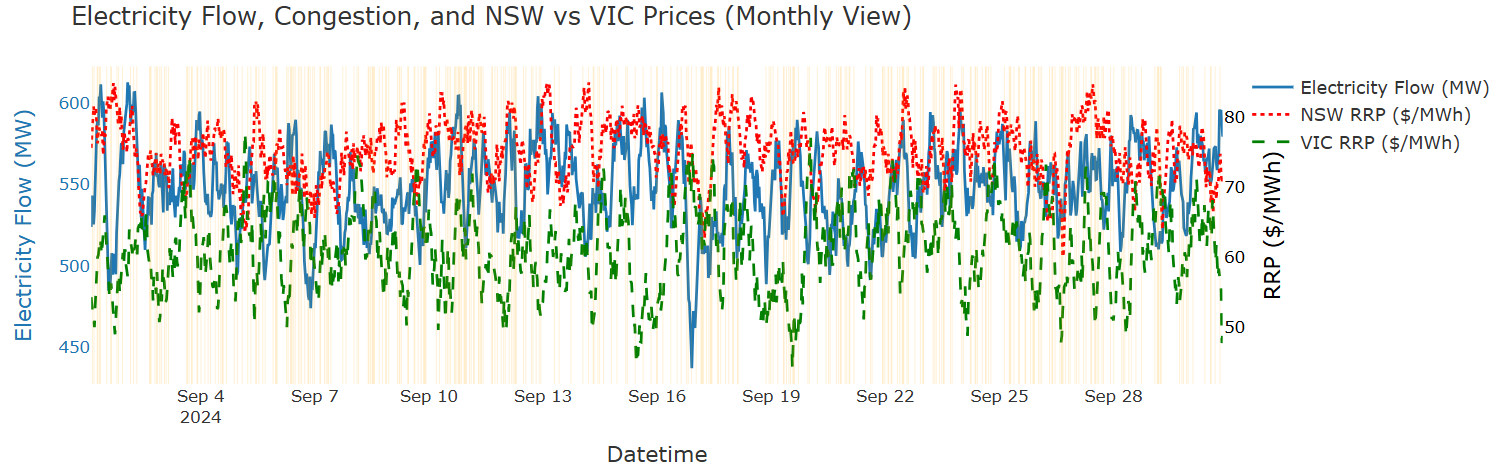 Electricity Flow, Congestion, and NSW vs VIC Prices (Monthly View)
Electricity Flow (MW)
600
550
500
450
Sep 4
2024
Sep 7
Sep 10
Sep 13
Sep 16
Sep 19
Sep 22
Sep 25
Sep 28
Datetime
80
70
60
50
RRP ($/MWh)
Electricity Flow (MW)
NSW RRP ($/MWh)
VIC RRP ($/MWh)